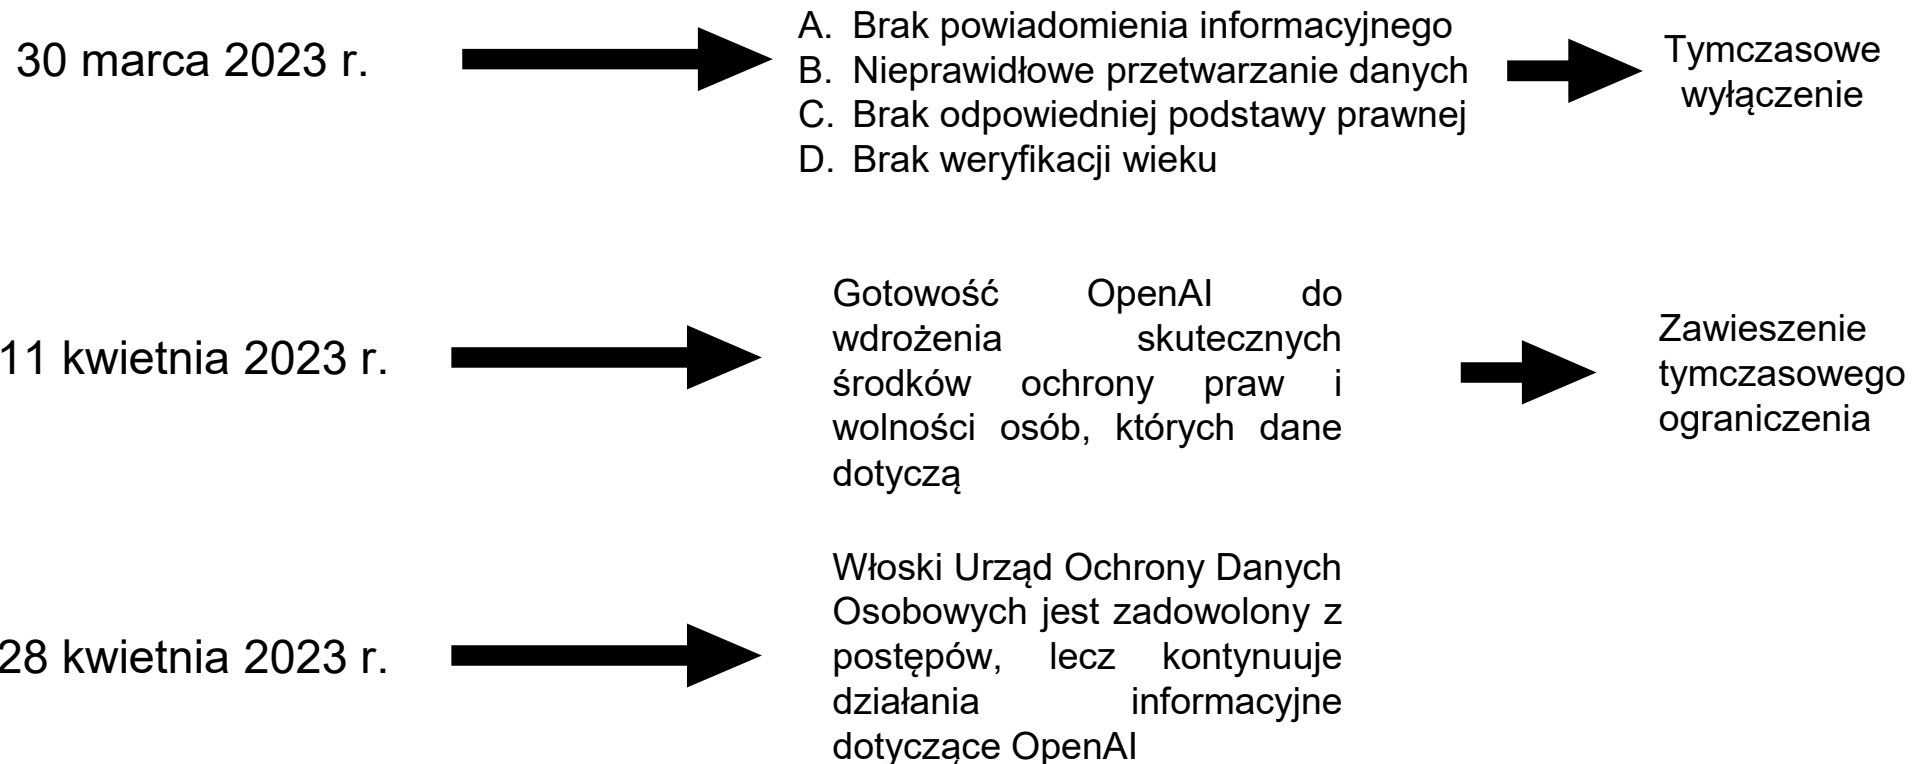 30 marca 2023 r.
A. Brak powiadomienia informacyjnego
B. Nieprawidłowe przetwarzanie danych
C. Brak odpowiedniej podstawy prawnej
D. Brak weryfikacji wieku
Tymczasowe
wyłączenie
11 kwietnia 2023 r.
Gotowość OpenAI do
wdrożenia skutecznych
środków ochrony praw i
wolności osób, których dane
dotyczą
Zawieszenie
tymczasowego
ograniczenia
28 kwietnia 2023 r.
Włoski Urząd Ochrony Danych
Osobowych jest zadowolony z
postępów, lecz kontynuuje
działania informacyjne
dotyczące OpenAI